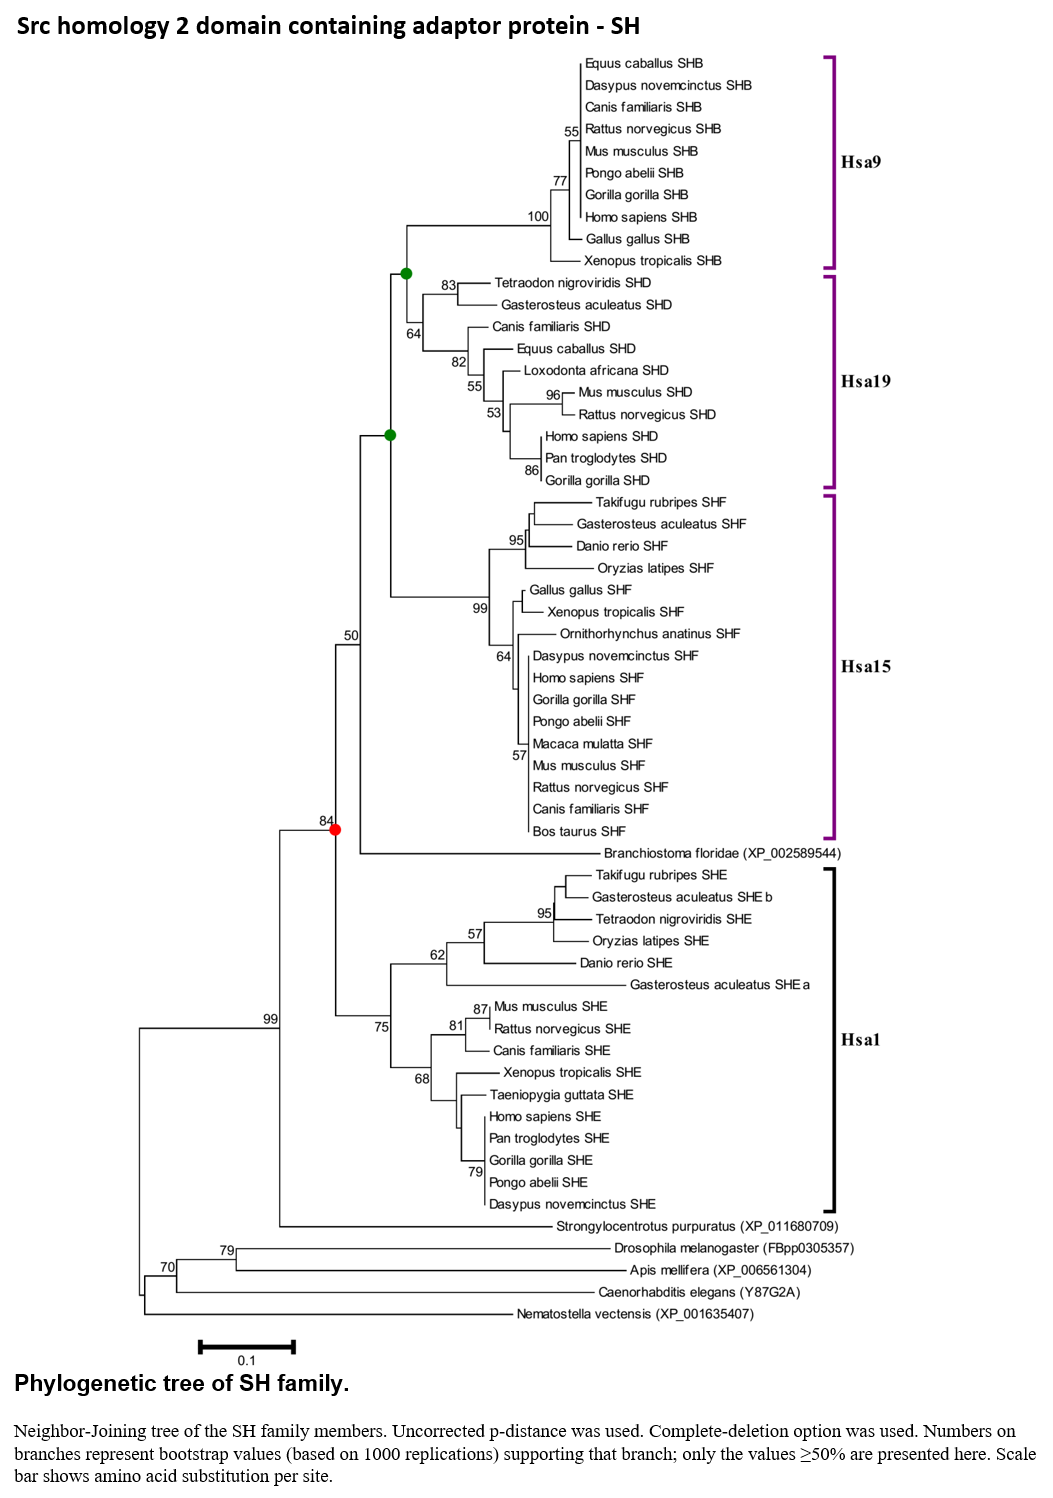 Src homology 2 domain containing adaptor protein - SH
Equus caballus SHB
Dasypus novemcinctus SHB
Canis familiaris SHB
Rattus norvegicus SHB
55
Mus musculus SHB
Hsa9
Pongo abelii SHB
77
Gorilla gorilla SHB
Homo sapiens SHB
100
Gallus gallus SHB
Xenopus tropicalis SHB
Tetraodon nigroviridis SHD
83
Gasterosteus aculeatus SHD
64
Canis familiaris SHD
Equus caballus SHD
82
Loxodonta africana SHD
Hsa19
55
Mus musculus SHD
96
Rattus norvegicus SHD
53
Homo sapiens SHD
Pan troglodytes SHD
86
Gorilla gorilla SHD
Takifugu rubripes SHF
Gasterosteus aculeatus SHF
95
Danio rerio SHF
Oryzias latipes SHF
Gallus gallus SHF
99
Xenopus tropicalis SHF
Ornithorhynchus anatinus SHF
50
64
Dasypus novemcinctus SHF
Hsa15
Homo sapiens SHF
Gorilla gorilla SHF
Pongo abelii SHF
Macaca mulatta SHF
57
Mus musculus SHF
Rattus norvegicus SHF
Canis familiaris SHF
84
Bos taurus SHF
Branchiostoma floridae (XP_002589544)
Takifugu rubripes SHE
Gasterosteus aculeatus SHE b
95
Tetraodon nigroviridis SHE
57
Oryzias latipes SHE
62
Danio rerio SHE
Gasterosteus aculeatus SHE a
87
Mus musculus SHE
99
75
81
Rattus norvegicus SHE
Hsa1
Canis familiaris SHE
68
Xenopus tropicalis SHE
Taeniopygia guttata SHE
Homo sapiens SHE
Pan troglodytes SHE
Gorilla gorilla SHE
79
Pongo abelii SHE
Dasypus novemcinctus SHE
Strongylocentrotus purpuratus (XP_011680709)
79
Drosophila melanogaster (FBpp0305357)
70
Apis mellifera (XP_006561304)
Caenorhabditis elegans (Y87G2A)
Nematostella vectensis (XP_001635407)
0.1
Phylogenetic tree of SH family.
Neighbor-Joining tree of the SH family members. Uncorrected p-distance was used. Complete-deletion option was used. Numbers on
branches represent bootstrap values (based on 1000 replications) supporting that branch; only the values ≥50% are presented here. Scale
bar shows amino acid substitution per site.